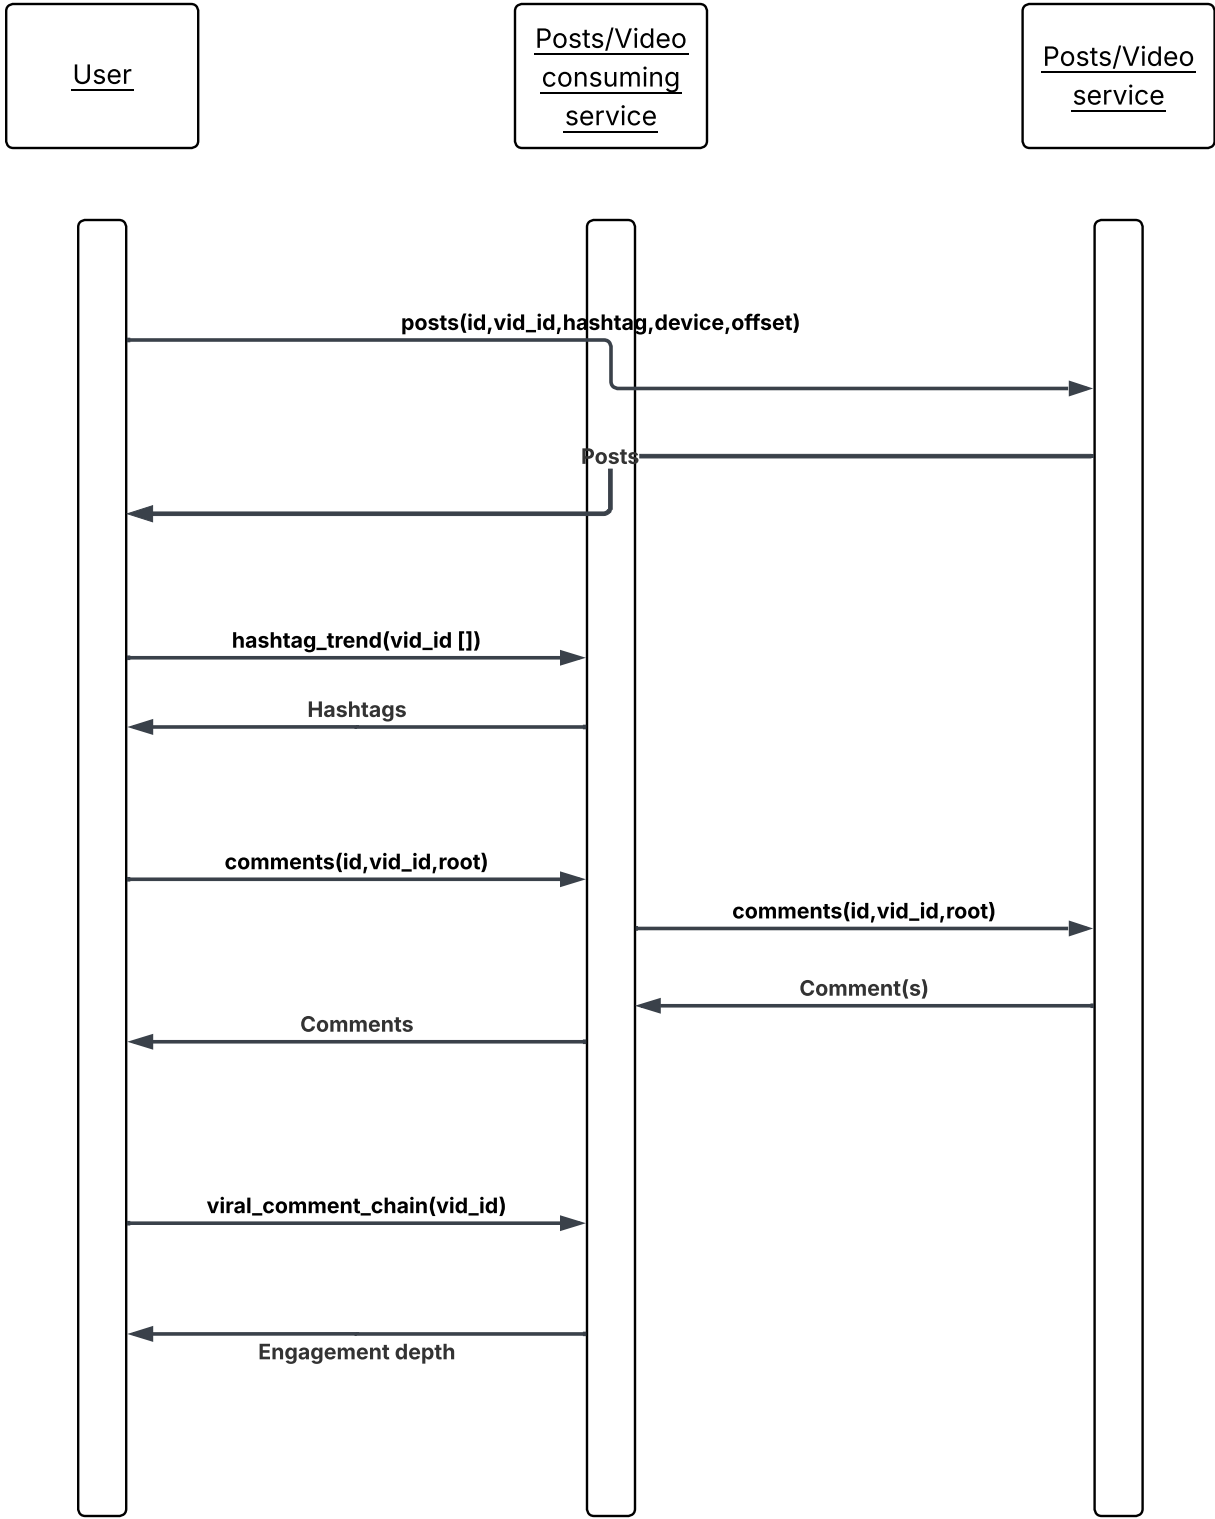 User
Posts/Video
consuming
service
Posts/Video
service
posts(id,vid_id,hashtag,device,offset)
Posts
hashtag_trend(vid_id [])
Hashtags
comments(id,vid_id,root)
comments(id,vid_id,root)
Comment(s)
Comments
viral_comment_chain(vid_id)
Engagement depth